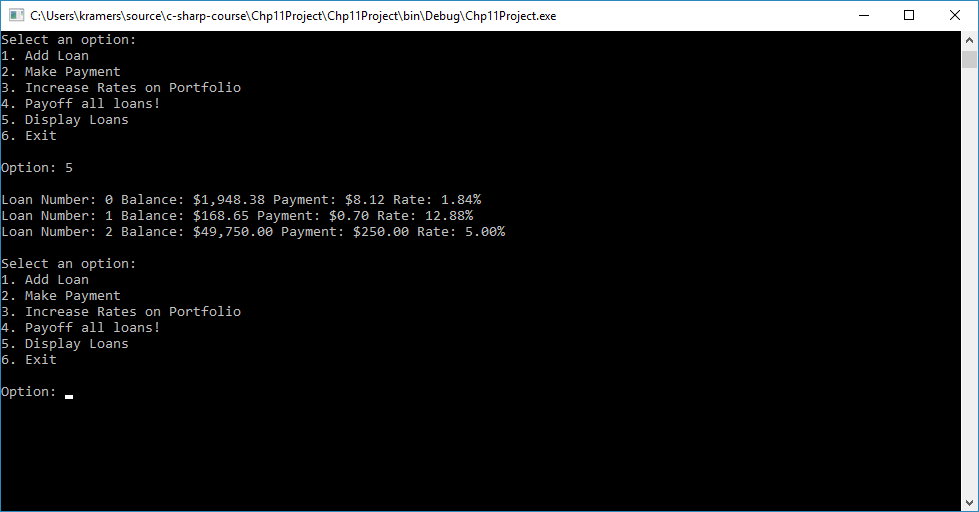 C:\Users\kramers\source\c-sharp-course\Chp11Project\Chp11Project\bin\Debug\Chp11Project.exe
Select an option:
1. Add Loan
2. Make Payment
3. Increase Rates on Portfolio
4. Payoff all loans!
5. Display Loans
6. Exit
Option: 5
Loan Number: 0 Balance: $1,948.38 Payment: $8.12 Rate: 1.84%
Loan Number: 1 Balance: $168.65 Payment: $0.70 Rate: 12.88%
Loan Number: 2 Balance: $49,750.00 Payment: $250.00 Rate: 5.00%
Select an option:
1. Add Loan
2. Make Payment
3. Increase Rates on Portfolio
4. Payoff all loans!
5. Display Loans
6. Exit
Option: